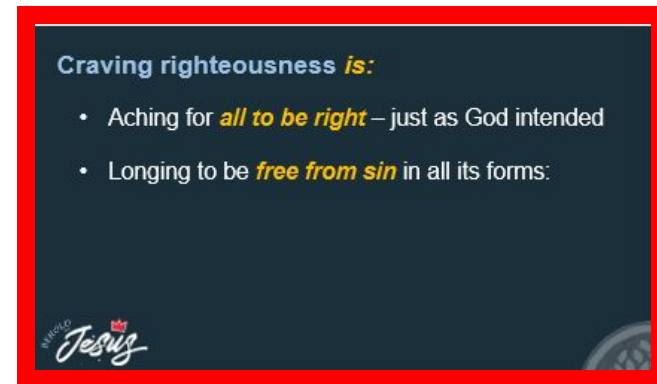 Craving righteousness is:
• Aching for all to be right – just as God intended
• Longing to be free from sin in all its forms:
BEHOLD
Jesus